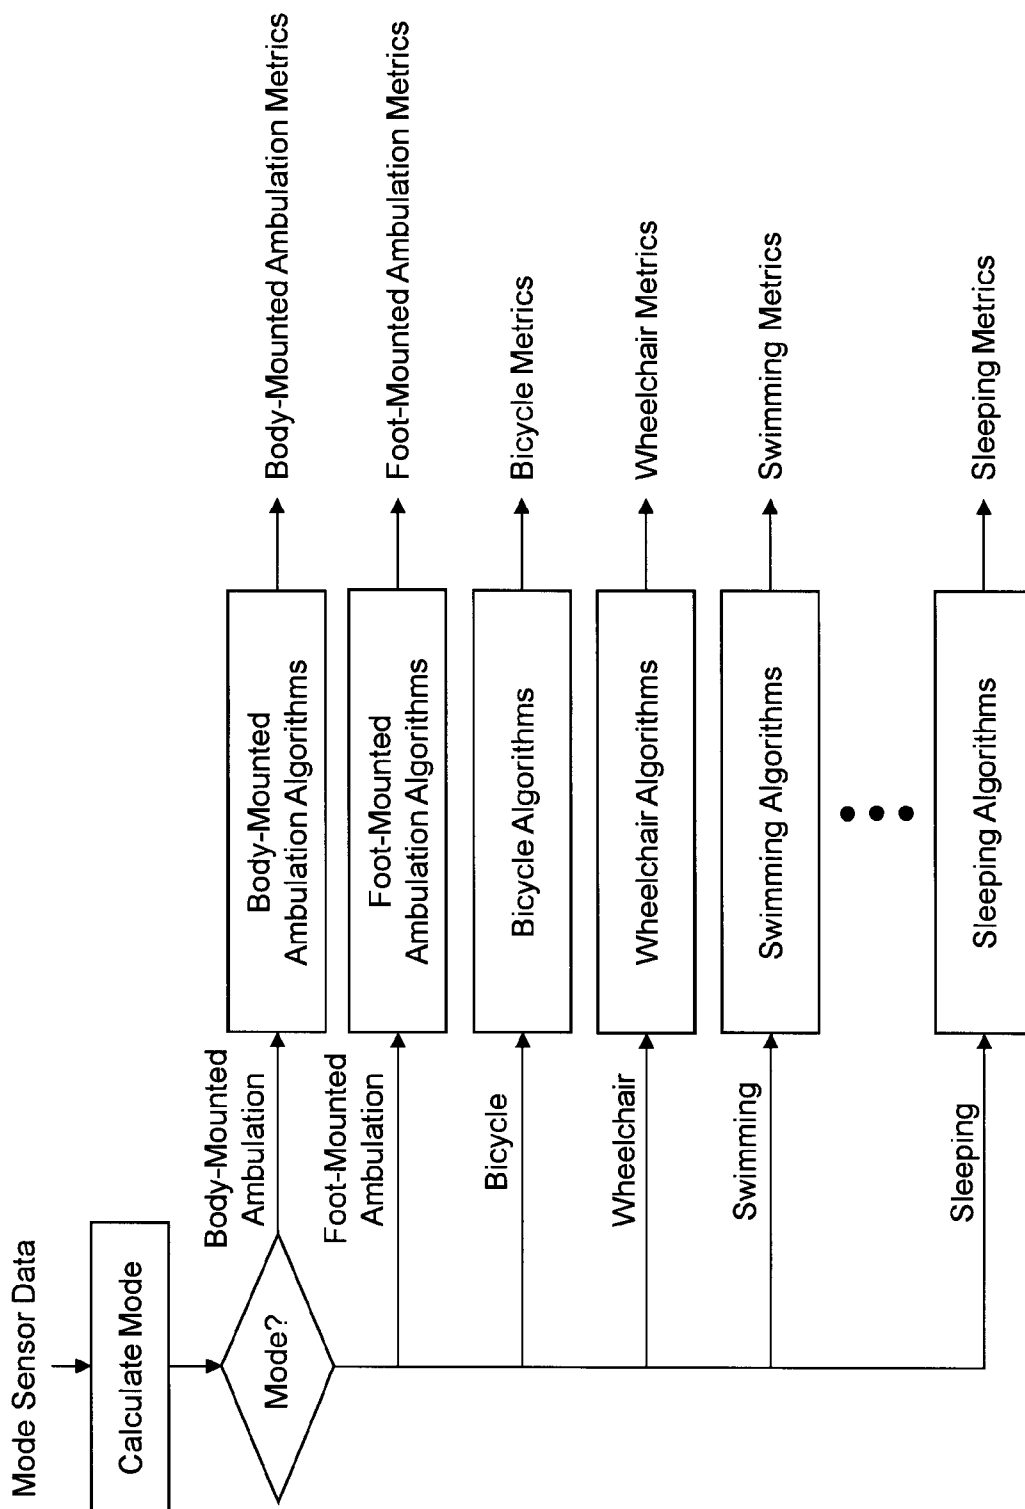 Mode Sensor Data
Calculate Mode
Mode?
Body-Mounted
Ambulation
Body-Mounted
Ambulation Algorithms
Body-Mounted Ambulation Metrics
Foot-Mounted
Ambulation
Foot-Mounted
Ambulation Algorithms
Foot-Mounted Ambulation Metrics
Bicycle
Bicycle Algorithms
Bicycle Metrics
Wheelchair
Wheelchair Algorithms
Wheelchair Metrics
Swimming
Swimming Algorithms
Swimming Metrics
Sleeping
Sleeping Algorithms
Sleeping Metrics